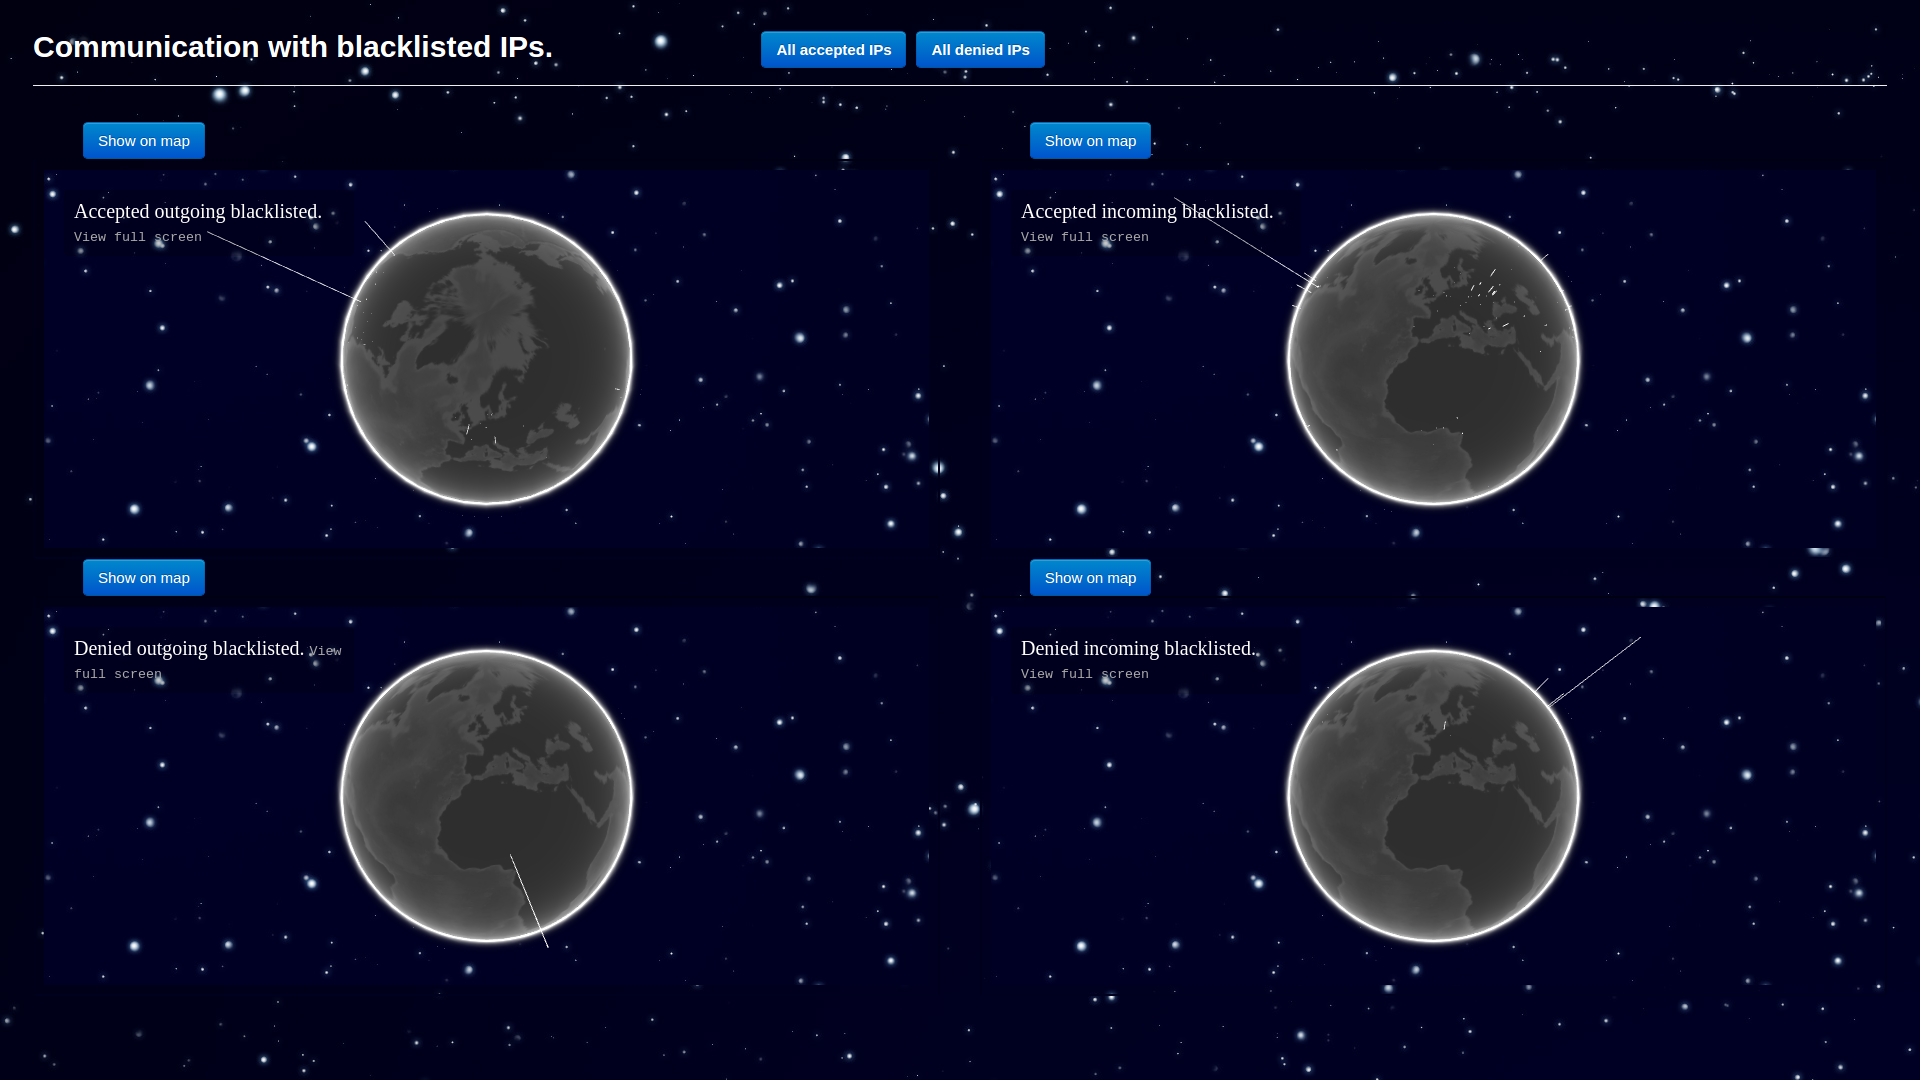 Communication with blacklisted IPs.
All accepted IPs
All denied IPs
Show on map
Show on map
Accepted outgoing blacklisted.
View full screen
Accepted incoming blacklisted.
View full screen
Show on map
Show on map
Denied outgoing blacklisted. View
full screen
Denied incoming blacklisted.
View full screen